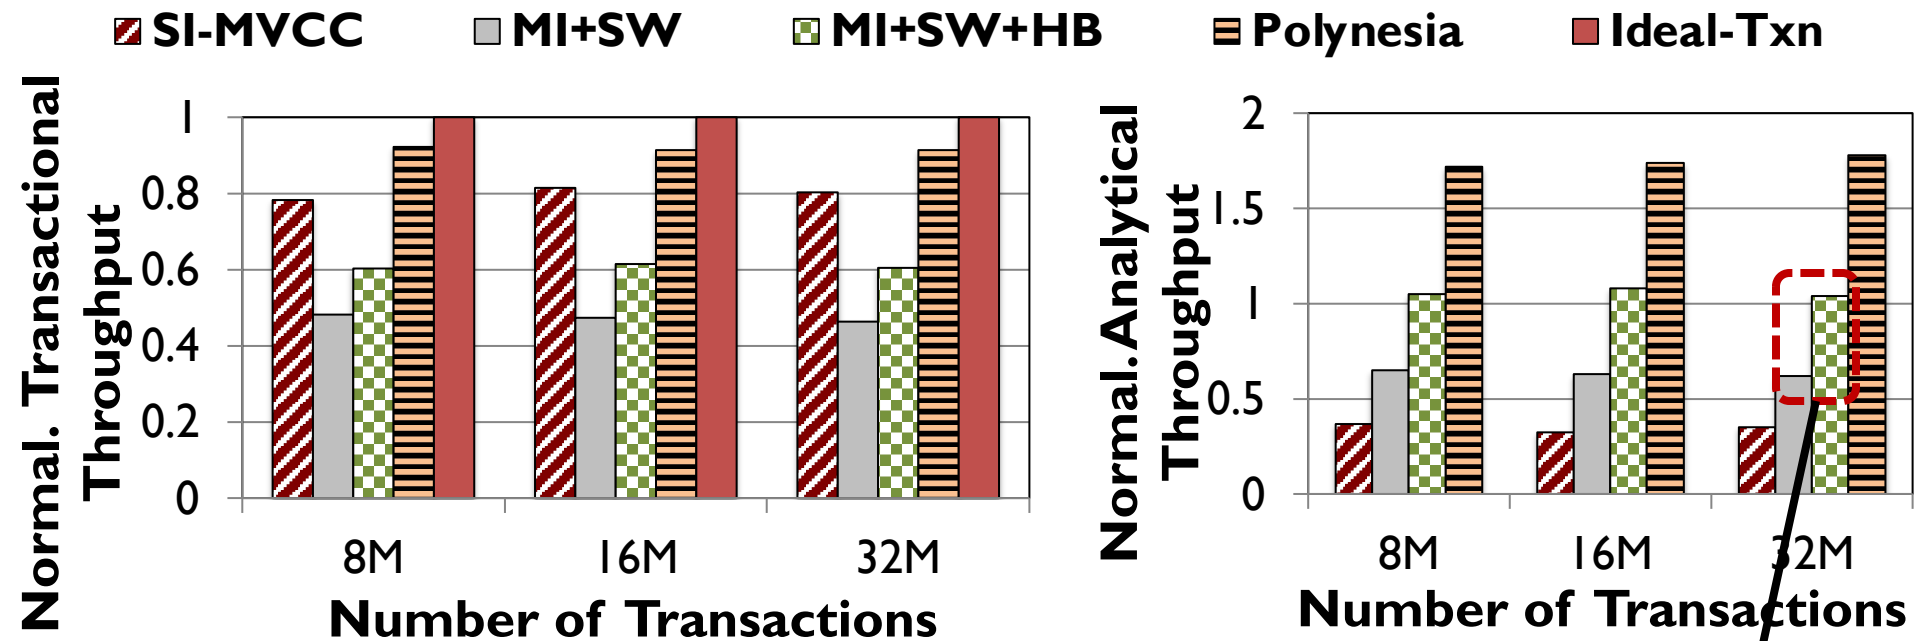 SI-MVCC MI+SW MI+SW+HB Polynesia Ideal-Txn
Normal. Transactional
Throughput
1
0.8
0.6
0.4
0.2
0
8M 16M 32M
Number of Transactions
Normal. Analytical
Throughput
2
1.5
1
0.5
0
8M 16M 32M
Number of Transactions